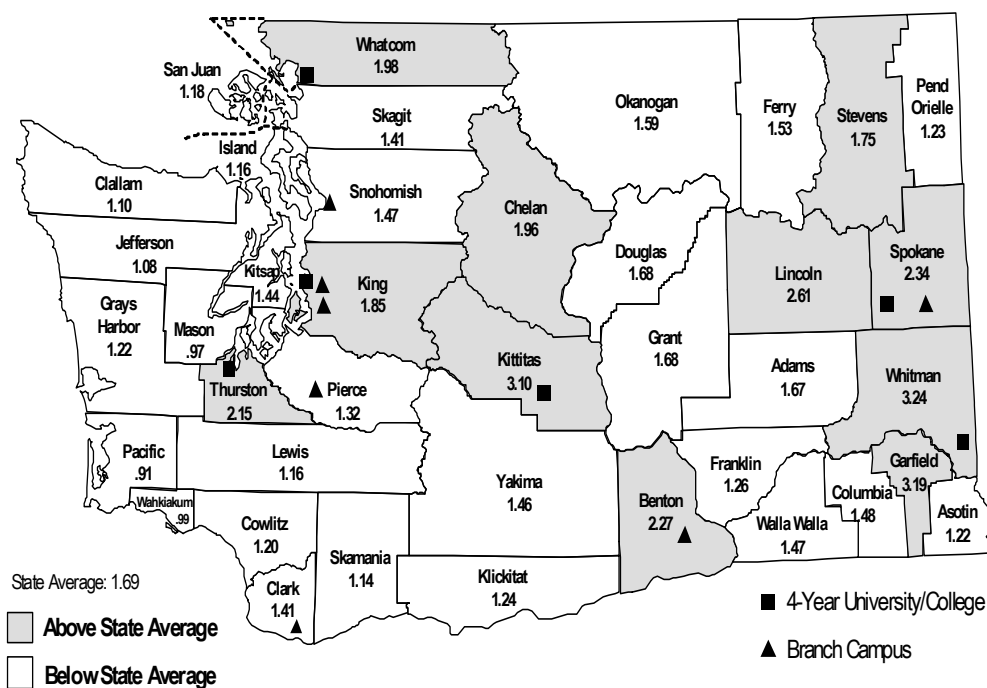 Whatcom
1.98
San Juan
1.18
Skagit
1.41
Island
1.16
Okanogan
1.59
Ferry
1.53
Stevens
1.75
Pend
Orielle
1.23
Clallam
1.10
Snohomish
1.47
Chelan
1.96
Jefferson
1.08
Kitsap
1.44
King
1.85
Douglas
1.68
Lincoln
2.61
Spokane
2.34
Grays
Harbor
1.22
Mason
.97
Grant
1.68
Kittitas
3.10
Adams
1.67
Whitman
3.24
Thurston
2.15
Pierce
1.32
Pacific
.91
Lewis
1.16
Yakima
1.46
Benton
2.27
Franklin
1.26
Walla Walla
1.47
Columbia
1.48
Garfield
3.19
Asotin
1.22
Wahkiakum
.99
Cowlitz
1.20
Skamania
1.14
Klickitat
1.24
Clark
1.41
State Average: 1.69
Above State Average
Below State Average
4-Year University/College
Branch Campus